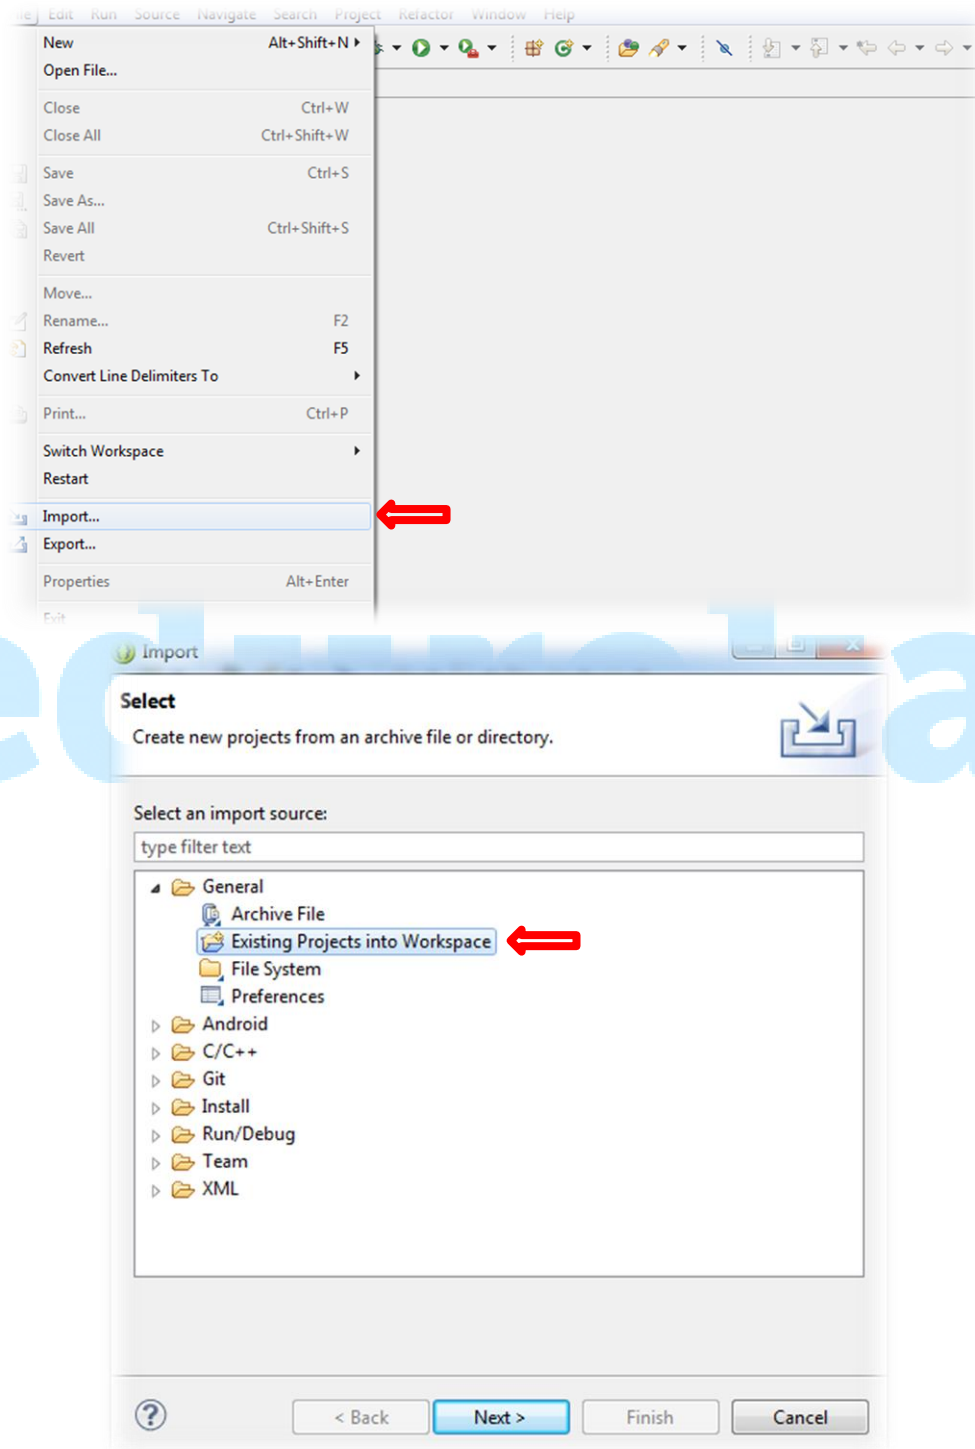 File Edit Run Source Navigate Search Project Refactor Window Help
New Alt+Shift+N
Open File...
Close Ctrl+W
Close All Ctrl+Shift+W
Save Ctrl+S
Save As...
Save All Ctrl+Shift+S
Revert
Move...
Rename... F2
Refresh F5
Convert Line Delimiters To
Print... Ctrl+P
Switch Workspace
Restart
Import...
Export...
Properties Alt+Enter
Exit
Import
Select
Create new projects from an archive file or directory.
Select an import source:
type filter text
General
Archive File
Existing Projects into Workspace
File System
Preferences
Android
C/C++
Git
Install
Run/Debug
Team
XML
< Back Next > Finish Cancel